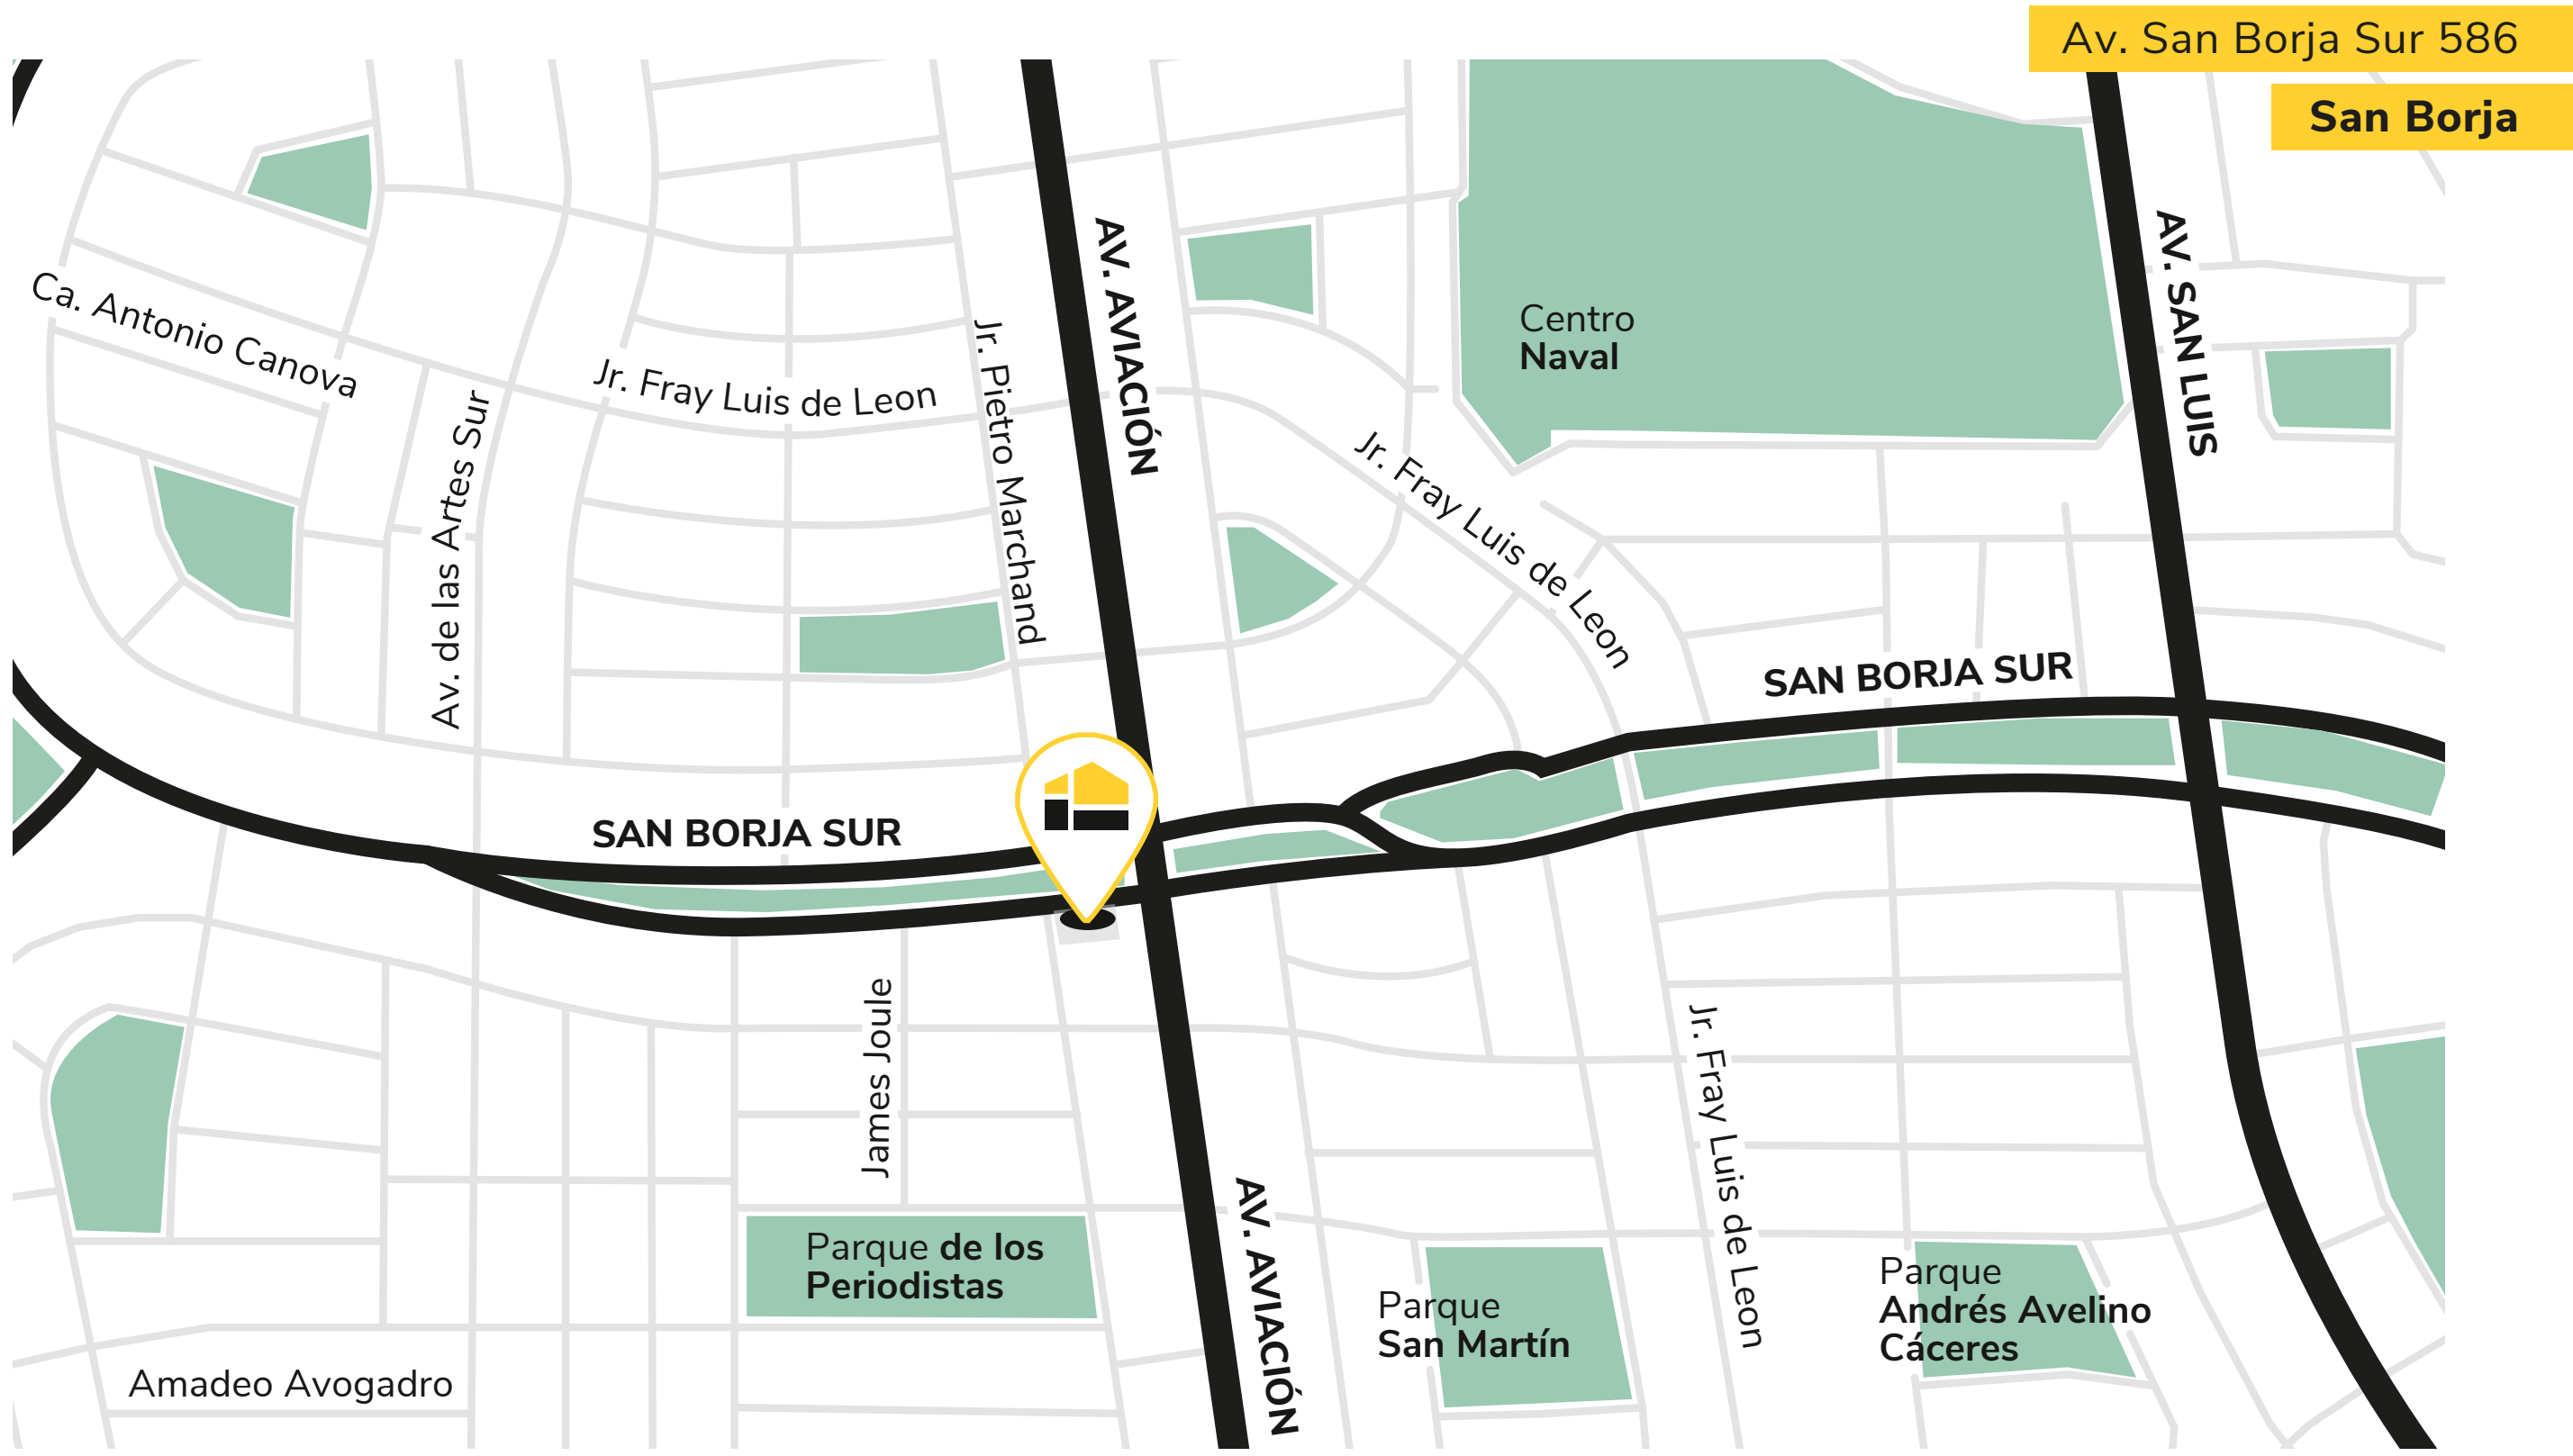 Av. San Borja Sur 586
San Borja
AV. AVIACIÓN
AV. SAN LUIS
Ca. Antonio Canova
Centro
Naval
Jr. Pietro Marchand
Jr. Fray Luis de Leon
Av. de las Artes Sur
Jr. Fray Luis de Leon
SAN BORJA SUR
SAN BORJA SUR
James Joule
Jr. Fray Luis de Leon
AV. AVIACIÓN
Parque de los
Periodistas
Parque
San Martín
Parque
Andrés Avelino
Cáceres
Amadeo Avogadro